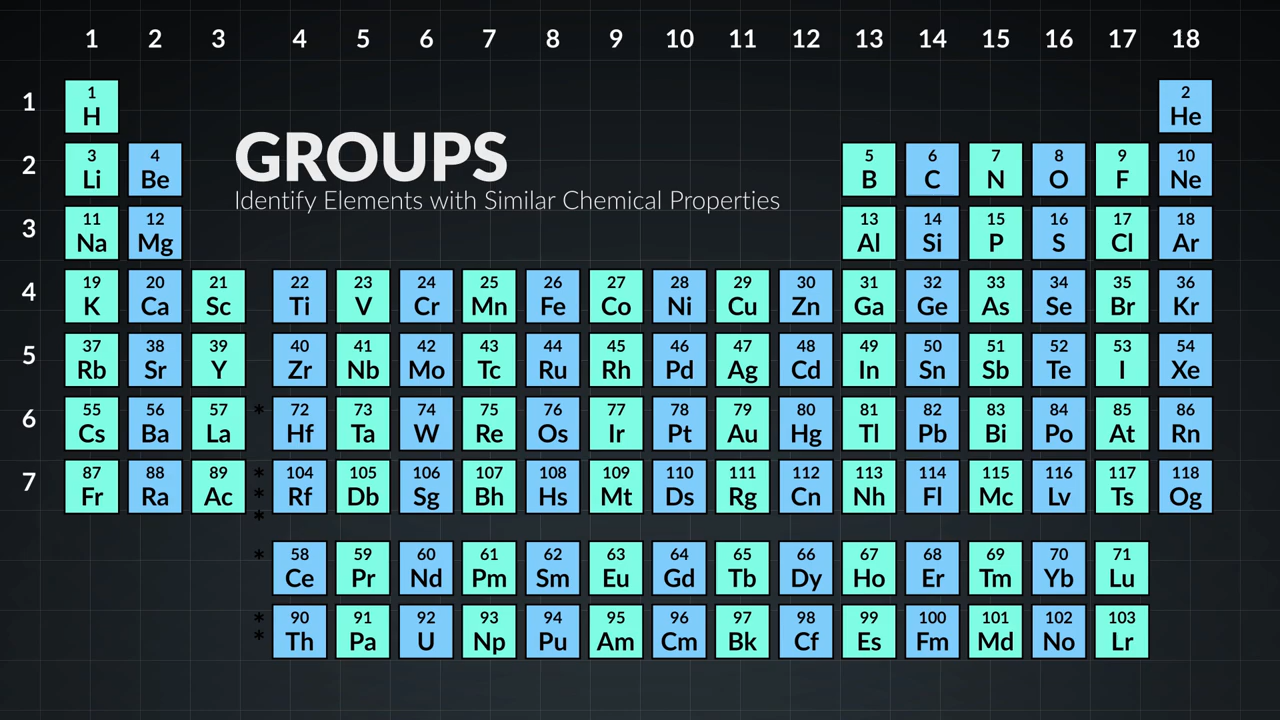 1 2 3 4 5 6 7 8 9 10 11 12 13 14 15 16 17 18
1
1 2
H He
GROUPS
Identify Elements with Similar Chemical Properties
2
3 4 5 6 7 8 9 10
Li Be B C N O F Ne
3
11 12 13 14 15 16 17 18
Na Mg Al Si P S Cl Ar
4
19 20 21 22 23 24 25 26 27 28 29 30 31 32 33 34 35 36
K Ca Sc Ti V Cr Mn Fe Co Ni Cu Zn Ga Ge As Se Br Kr
5
37 38 39 40 41 42 43 44 45 46 47 48 49 50 51 52 53 54
Rb Sr Y Zr Nb Mo Tc Ru Rh Pd Ag Cd In Sn Sb Te I Xe
6
55 56 57 * 72 73 74 75 76 77 78 79 80 81 82 83 84 85 86
Cs Ba La Hf Ta W Re Os Ir Pt Au Hg Tl Pb Bi Po At Rn
7
87 88 89 * 104 105 106 107 108 109 110 111 112 113 114 115 116 117 118
Fr Ra Ac * Rf Db Sg Bh Hs Mt Ds Rg Cn Nh Fl Mc Lv Ts Og
*
* 58 59 60 61 62 63 64 65 66 67 68 69 70 71
Ce Pr Nd Pm Sm Eu Gd Tb Dy Ho Er Tm Yb Lu
* 90 91 92 93 94 95 96 97 98 99 100 101 102 103
* Th Pa U Np Pu Am Cm Bk Cf Es Fm Md No Lr